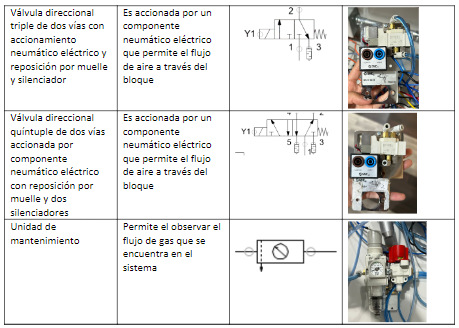 Válvula direccional
triple de dos vías con
accionamiento
neumático eléctrico y
reposición por muelle
y silenciador
Es accionada por un
componente
neumático eléctrico
que permite el flujo
de aire a través del
bloque
2
Y1
1
3
Válvula direccional
quíntuple de dos vías
accionada por
componente
neumático eléctrico
con reposición por
muelle y dos
silenciadores
Es accionada por un
componente
neumático eléctrico
que permite el flujo
de aire a través del
bloque
4 2
Y1
5 3
Unidad de
mantenimiento
Permite el observar el
flujo de gas que se
encuentra en el
sistema